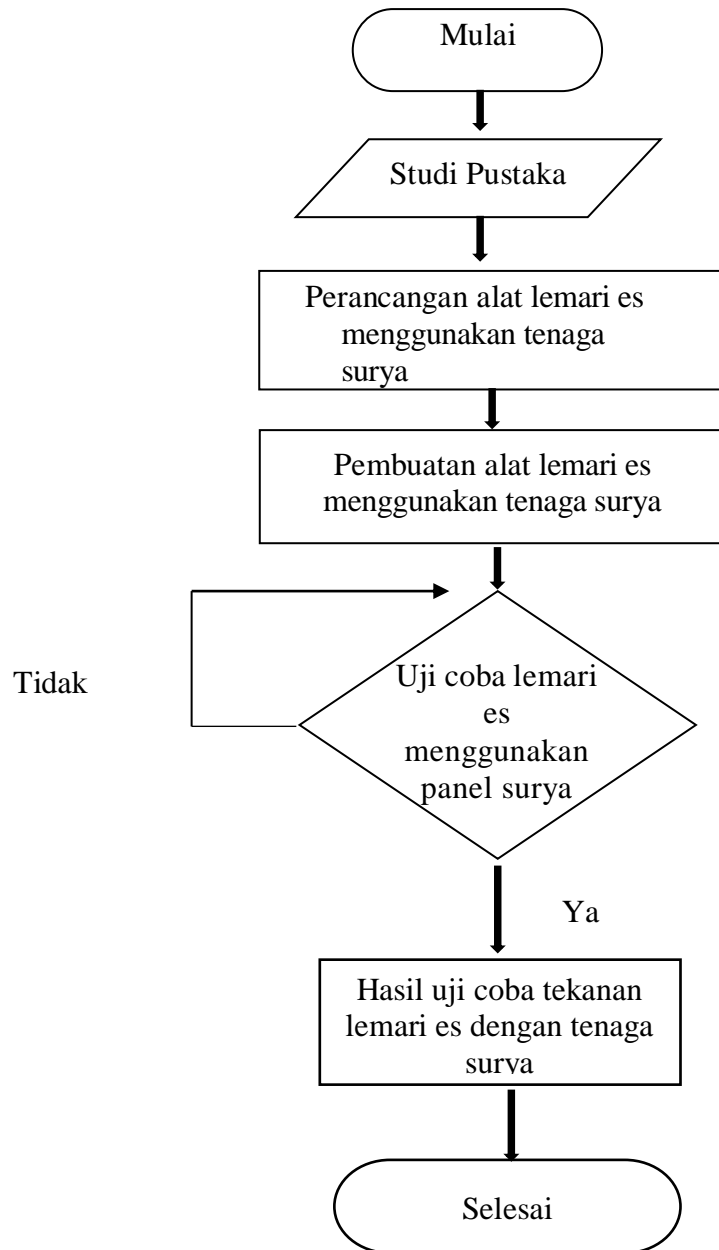 Mulai
Studi Pustaka
Perancangan alat lemari es
menggunakan tenaga
surya
Pembuatan alat lemari es
menggunakan tenaga surya
Tidak
Uji coba lemari
es
menggunakan
panel surya
Ya
Hasil uji coba tekanan
lemari es dengan tenaga
surya
Selesai